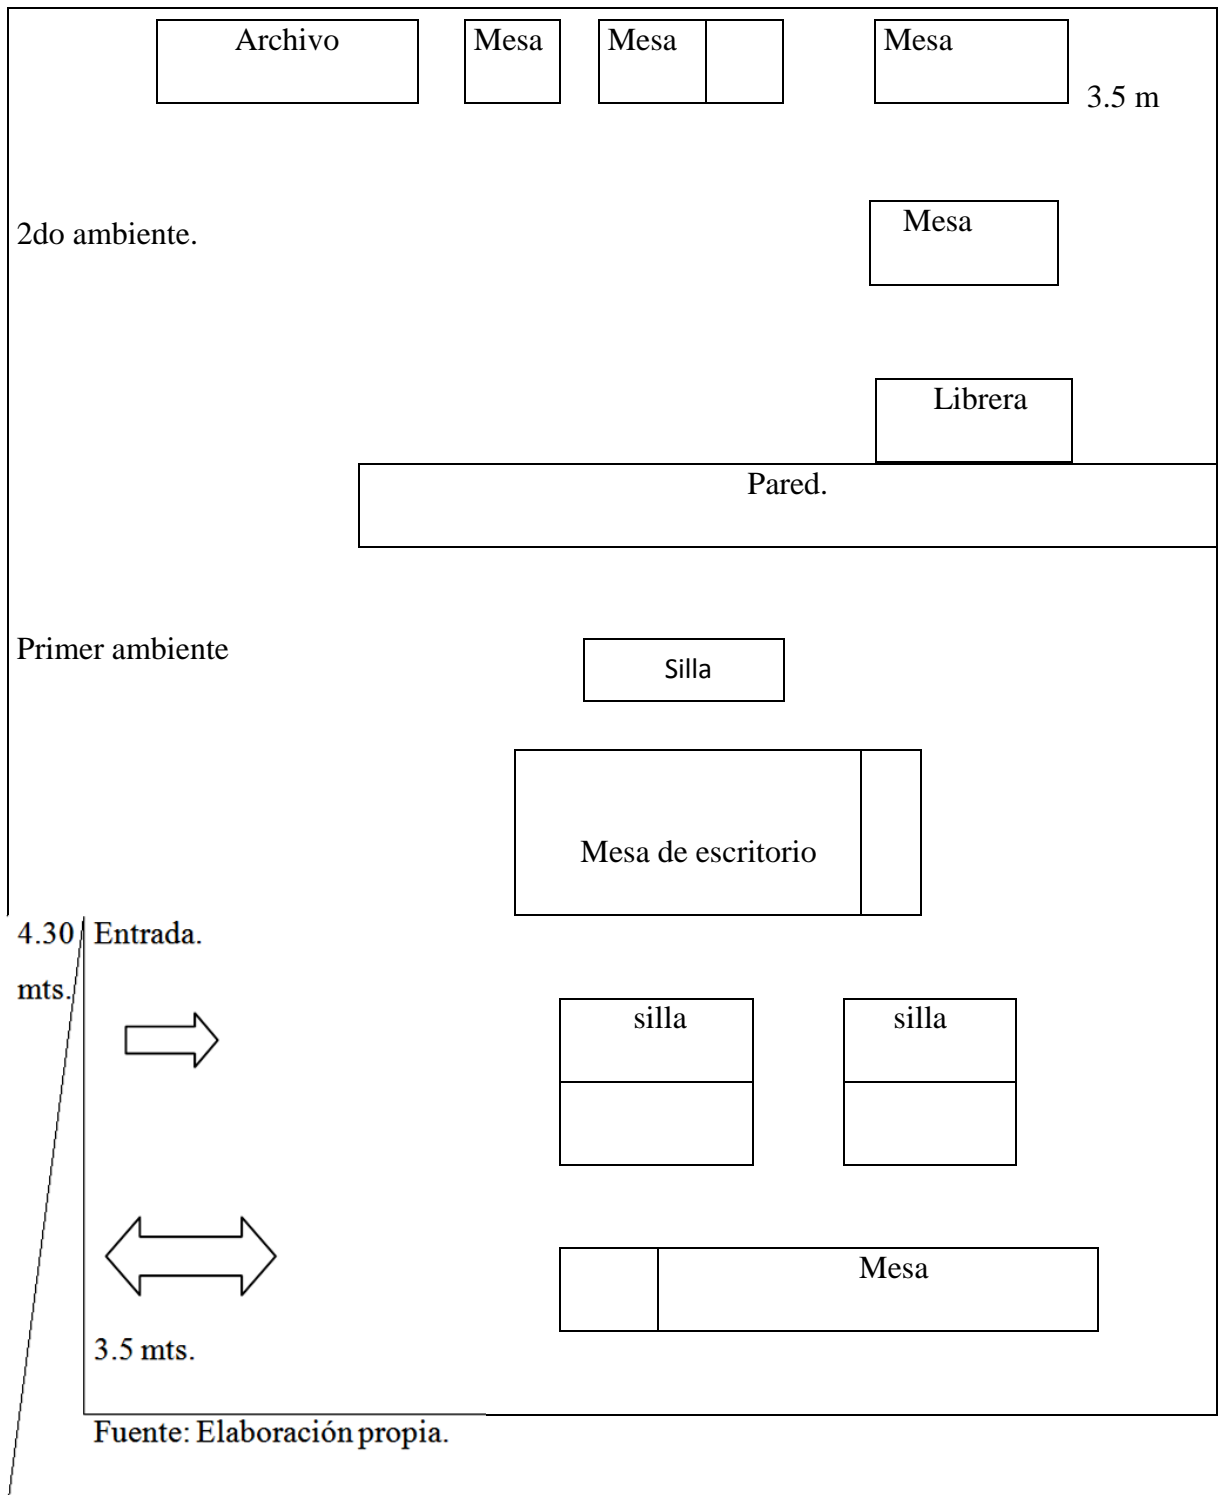 Archivo
Mesa
Mesa
Mesa
3.5 m
2do ambiente.
Mesa
Librera
Pared.
Primer ambiente
Silla
Mesa de escritorio
4.30
mts.
Entrada.
silla
silla
Mesa
3.5 mts.
Fuente: Elaboración propia.